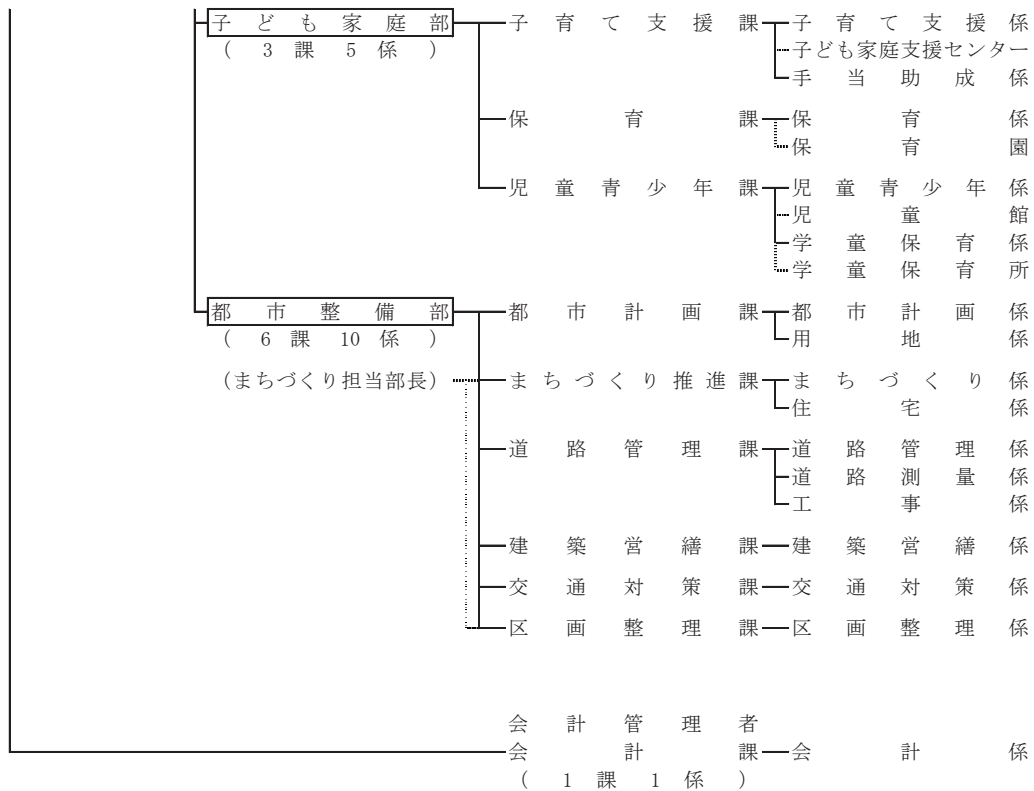 子ども家庭部 子育て支援課 子育て支援係
(3課5係) 子ども家庭支援センター
手当助成係
保育課 保育係
保育園
児童青少年課 児童青少年係
児童館
学童保育係
学童保育所
都市整備部 都市計画課 都市計画係
(6課10係) 用地係
(まちづくり担当部長) まちづくり推進課 まちづくり係
住宅係
道路管理課 道路管理係
道路測量係
工事係
建築営繕課 建築営繕係
交通対策課 交通対策係
区画整理課 区画整理係
会計管理者
会計課 会計係
(1課1係)